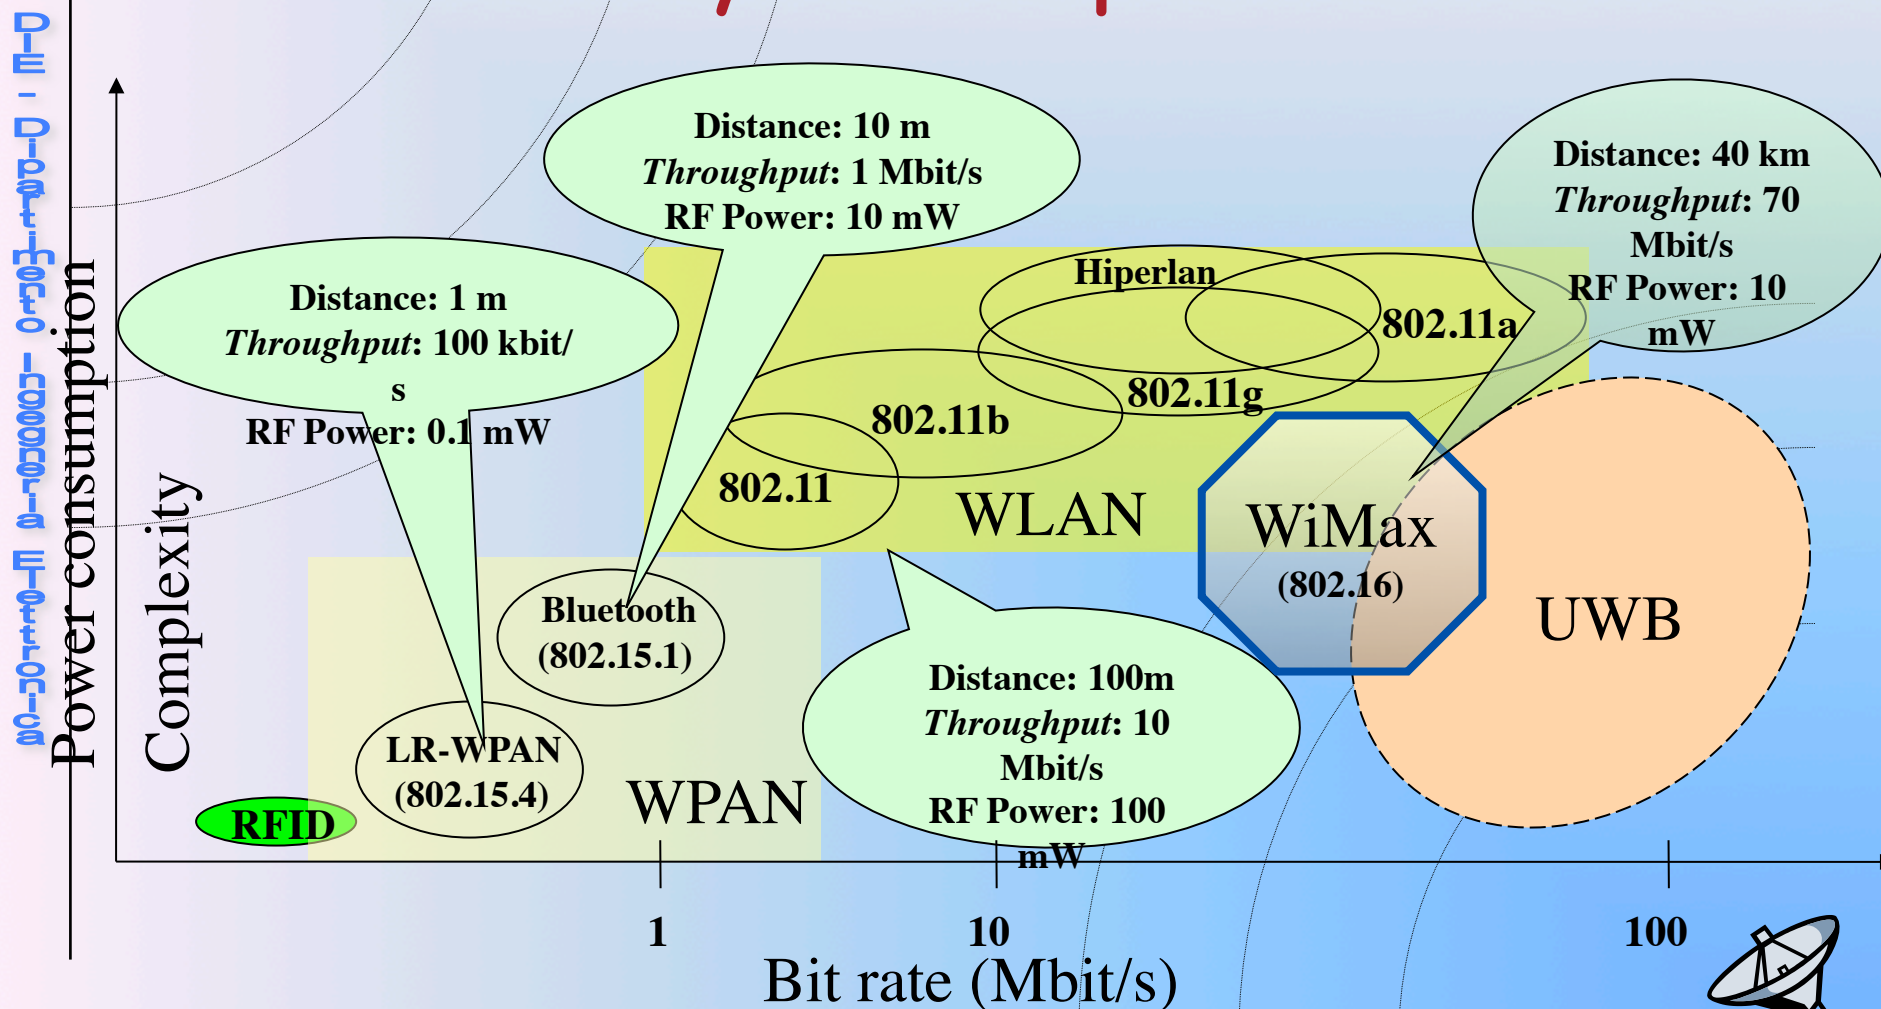 DIE - Dipartimento Ingegneria Elettronica
Power consumption
Complexity
Distance: 10 m
Throughput: 1 Mbit/s
RF Power: 10 mW
Distance: 40 km
Throughput: 70
Mbit/s
RF Power: 10
mW
Distance: 1 m
Throughput: 100 kbit/
s
RF Power: 0.1 mW
Hiperlan
802.11a
802.11g
802.11b
802.11
WLAN
WiMax
(802.16)
UWB
Bluetooth
(802.15.1)
Distance: 100m
Throughput: 10
Mbit/s
RF Power: 100
mW
LR-WPAN
(802.15.4)
WPAN
RFID
1
10
100
Bit rate (Mbit/s)